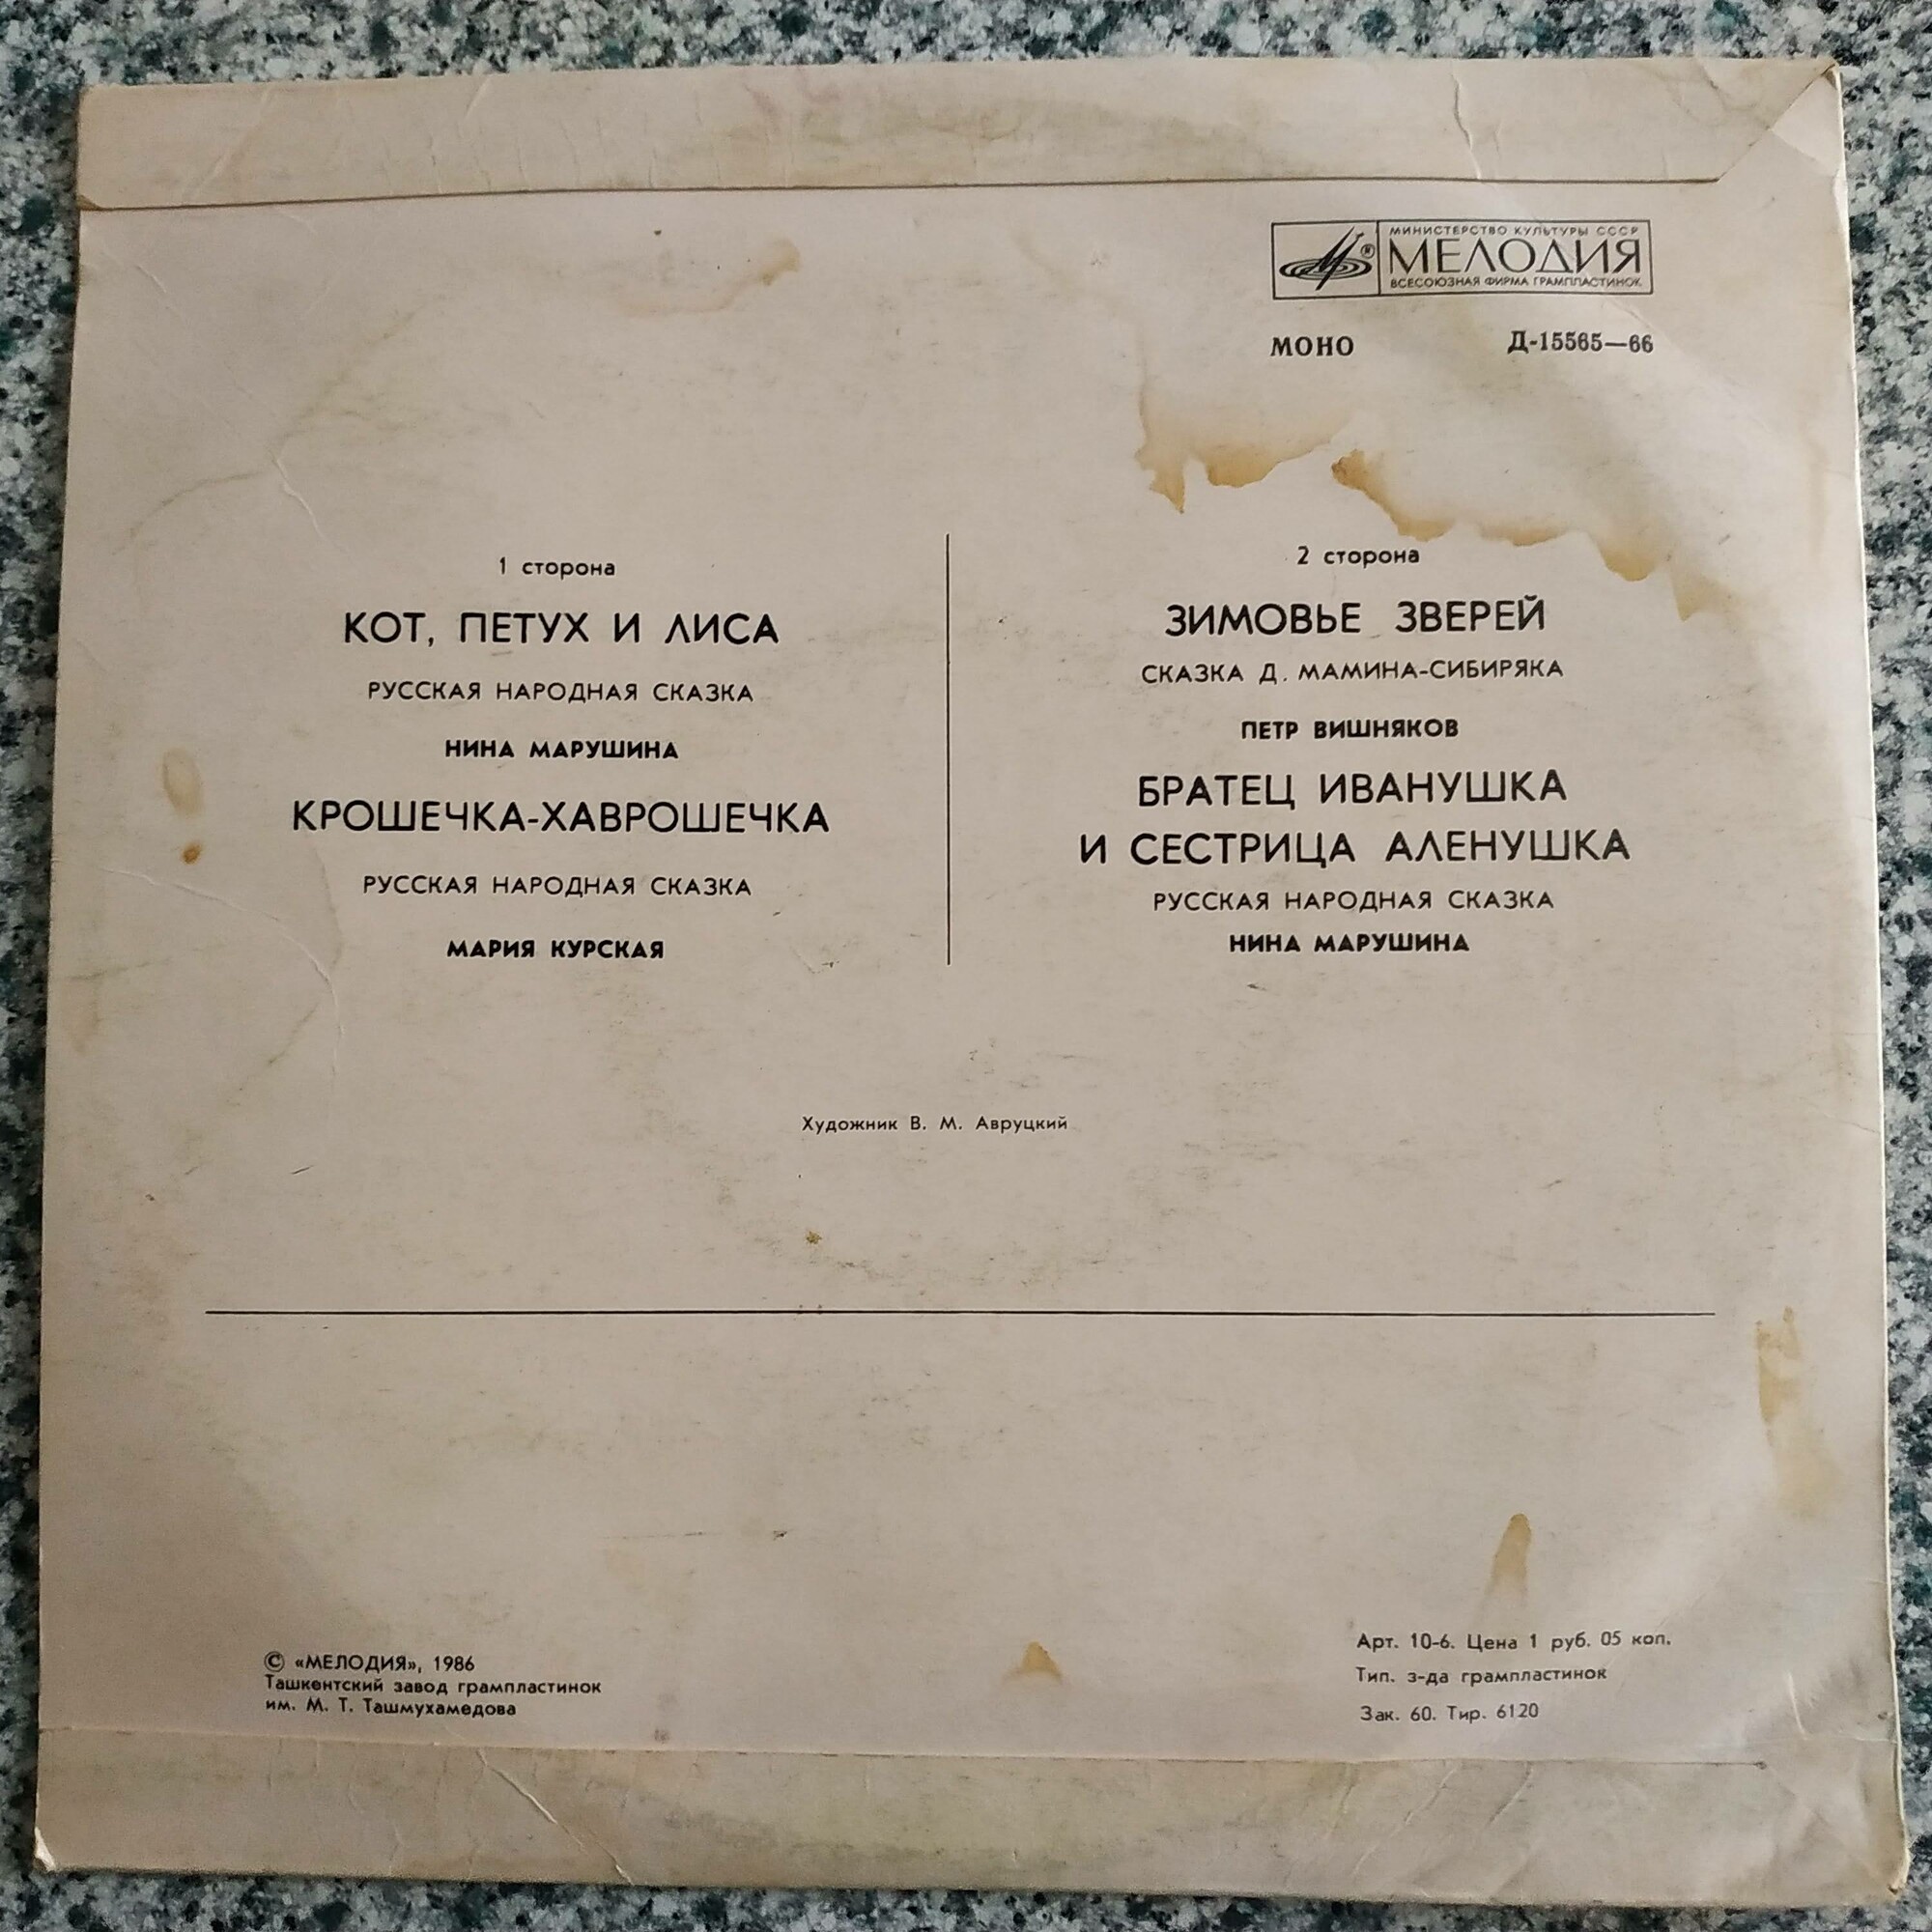 МИНИСТЕРСТВО КУЛЬТУРЫ СССР
МЕЛОДИЯ
ВСЕСОЮЗНАЯ ФИРМА ГРАМПЛАСТИНОК
МОНО Д-15565—66
1 сторона
КОТ, ПЕТУХ И ЛИСА
РУССКАЯ НАРОДНАЯ СКАЗКА
НИНА МАРУШИНА
КРОШЕЧКА-ХАВРОШЕЧКА
РУССКАЯ НАРОДНАЯ СКАЗКА
МАРИЯ КУРСКАЯ
2 сторона
ЗИМОВЬЕ ЗВЕРЕЙ
СКАЗКА Д. МАМИНА-СИБИРЯКА
ПЕТР ВИШНЯКОВ
БРАТЕЦ ИВАНУШКА
И СЕСТРИЦА АЛЕНУШКА
РУССКАЯ НАРОДНАЯ СКАЗКА
НИНА МАРУШИНА
Художник В. М. Авруцкий
© «МЕЛОДИЯ», 1986
Ташкентский завод грампластинок
им. М. Т. Ташмухамедова
Арт. 10-6. Цена 1 руб. 05 коп.
Тип. з-да грампластинок
Зак. 60. Тир. 6120